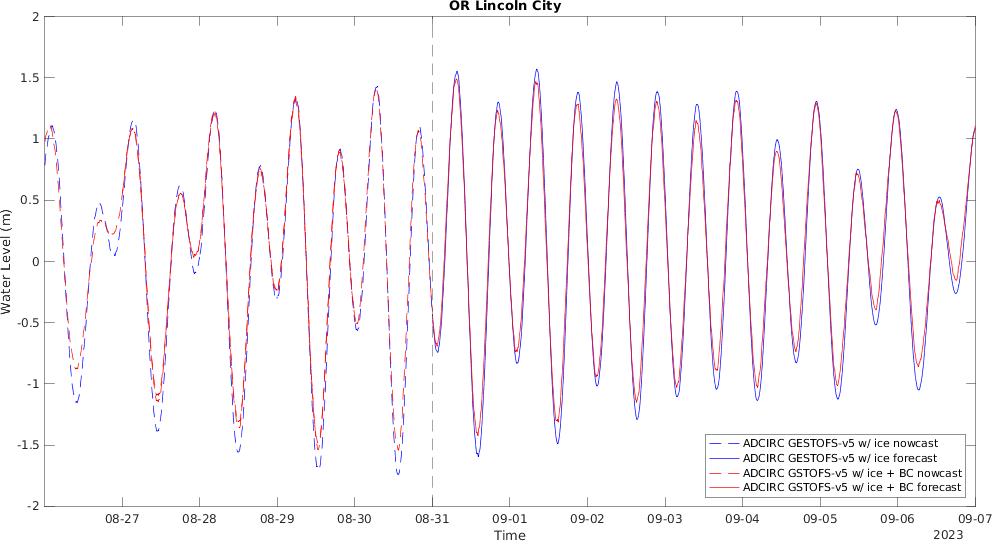 OR Lincoln City
2
1.5
1
0.5
0
-0.5
-1
-1.5
-2
Water Level (m)
08-27 08-28 08-29 08-30 08-31 09-01 09-02 09-03 09-04 09-05 09-06 09-07
Time
2023
ADCIRC GESTOFS-v5 w/ ice nowcast
ADCIRC GESTOFS-v5 w/ ice forecast
ADCIRC GSTOFS-v5 w/ ice + BC nowcast
ADCIRC GSTOFS-v5 w/ ice + BC forecast